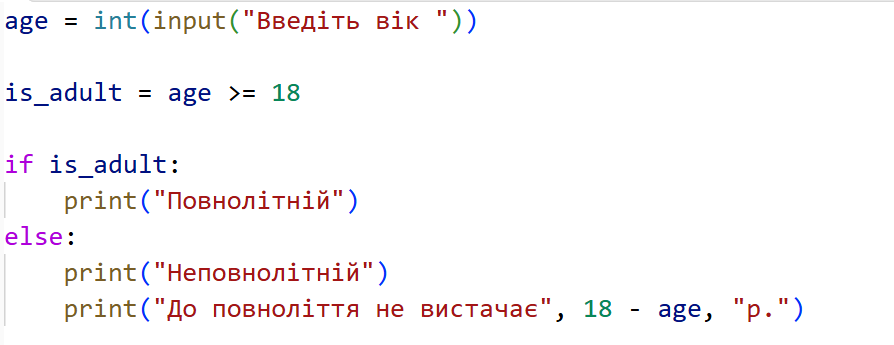 age = int(input("Введіть вік "))
is_adult = age >= 18
if is_adult:
    print("Повнолітній")
else:
    print("Неповнолітній")
    print("До повноліття не вистачає", 18 - age, "р.")